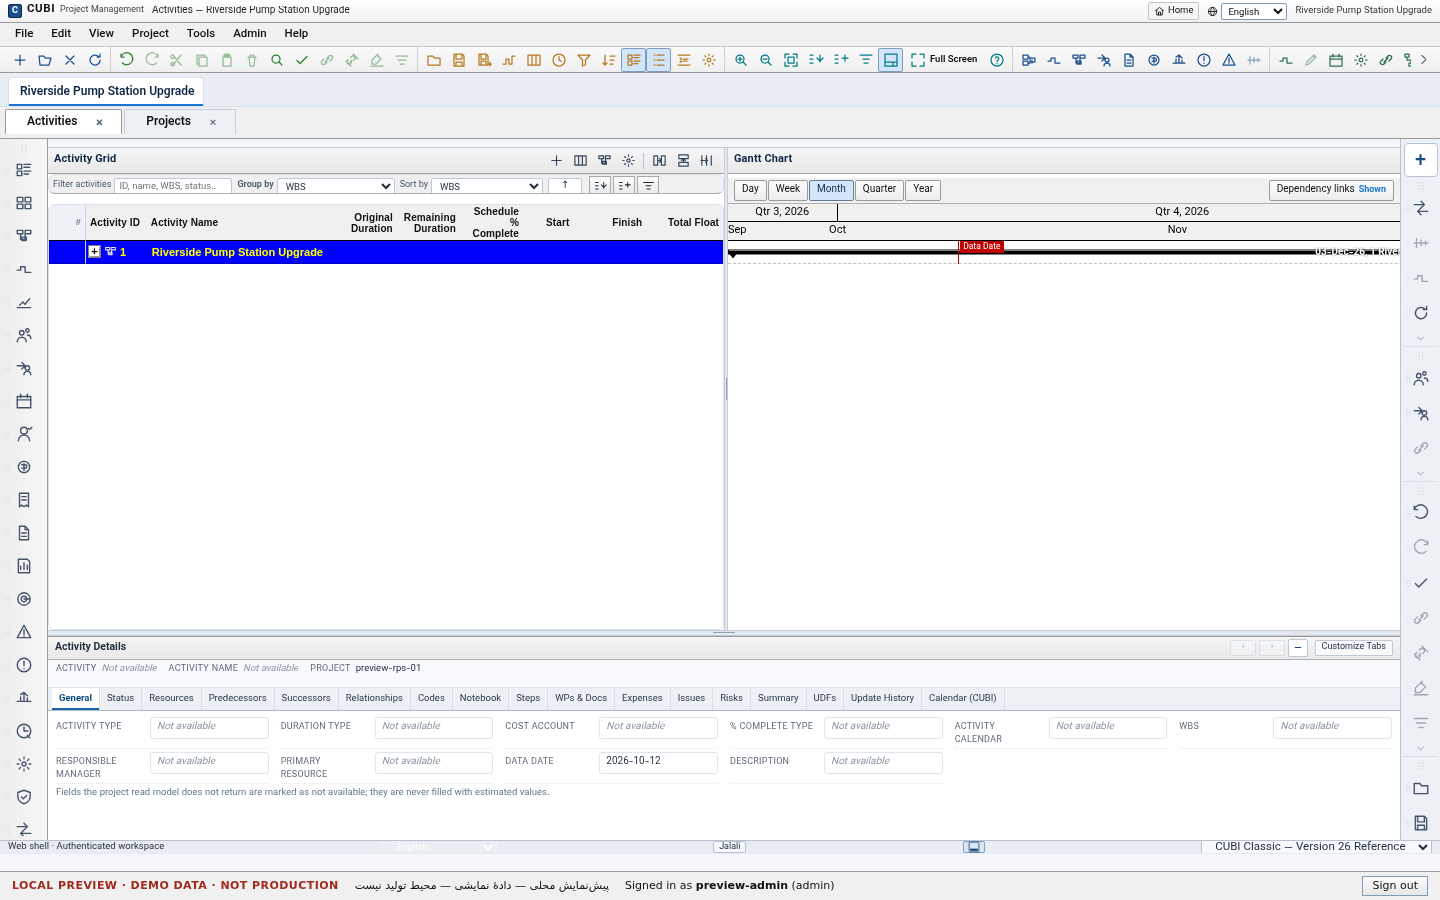 CUBI Project Management Activities — Riverside Pump Station Upgrade Home English Riverside Pump Station Upgrade
File Edit View Project Tools Admin Help
Full Screen
Riverside Pump Station Upgrade
Activities × Projects ×
Activity Grid
Gantt Chart
Filter activities ID, name, WBS, status.. Group by WBS Sort by WBS ↑
Day Week Month Quarter Year Dependency links Shown
# Activity ID Activity Name Original Duration Remaining Duration Schedule % Complete Start Finish Total Float
Qtr 3, 2026 Qtr 4, 2026
Sep Oct Nov
1 Riverside Pump Station Upgrade
Data Date 03-Dec-26
Activity Details Customize Tabs
ACTIVITY Not available ACTIVITY NAME Not available PROJECT preview-rps-01
General Status Resources Predecessors Successors Relationships Codes Notebook Steps WPs & Docs Expenses Issues Risks Summary UDFs Update History Calendar (CUBI)
ACTIVITY TYPE Not available DURATION TYPE Not available COST ACCOUNT Not available % COMPLETE TYPE Not available ACTIVITY CALENDAR Not available WBS Not available
RESPONSIBLE MANAGER Not available PRIMARY RESOURCE Not available DATA DATE 2026-10-12 DESCRIPTION Not available
Fields the project read model does not return are marked as not available; they are never filled with estimated values.
Web shell · Authenticated workspace English Jalali CUBI Classic — Version 26 Reference
LOCAL PREVIEW · DEMO DATA · NOT PRODUCTION پیش‌نمایش محلی — دادهٔ نمایشی — محیط تولید نیست Signed in as preview-admin (admin) Sign out